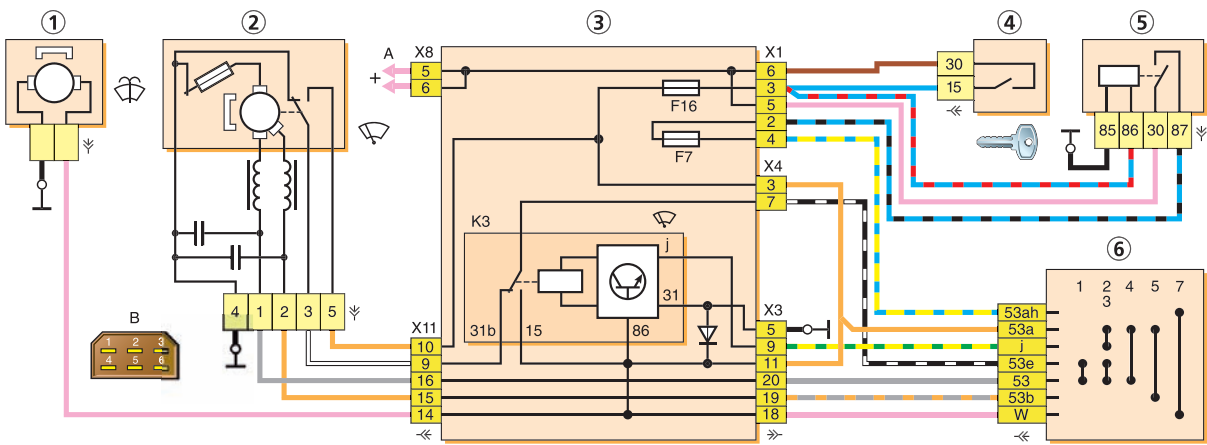 1
2
3
4
5
A
+
X8
5
6
X1
6
3
5
2
4
F16
F7
30
15
85 86 30 87
X4
3
7
K3
j
31
31b
15
86
6
1 2 4 5 7
3
4 1 2 3 5
B
1 2 3
4 5 6
X11
10
9
16
15
14
X3
5
9
11
20
19
18
53ah
53a
j
53e
53
53b
W